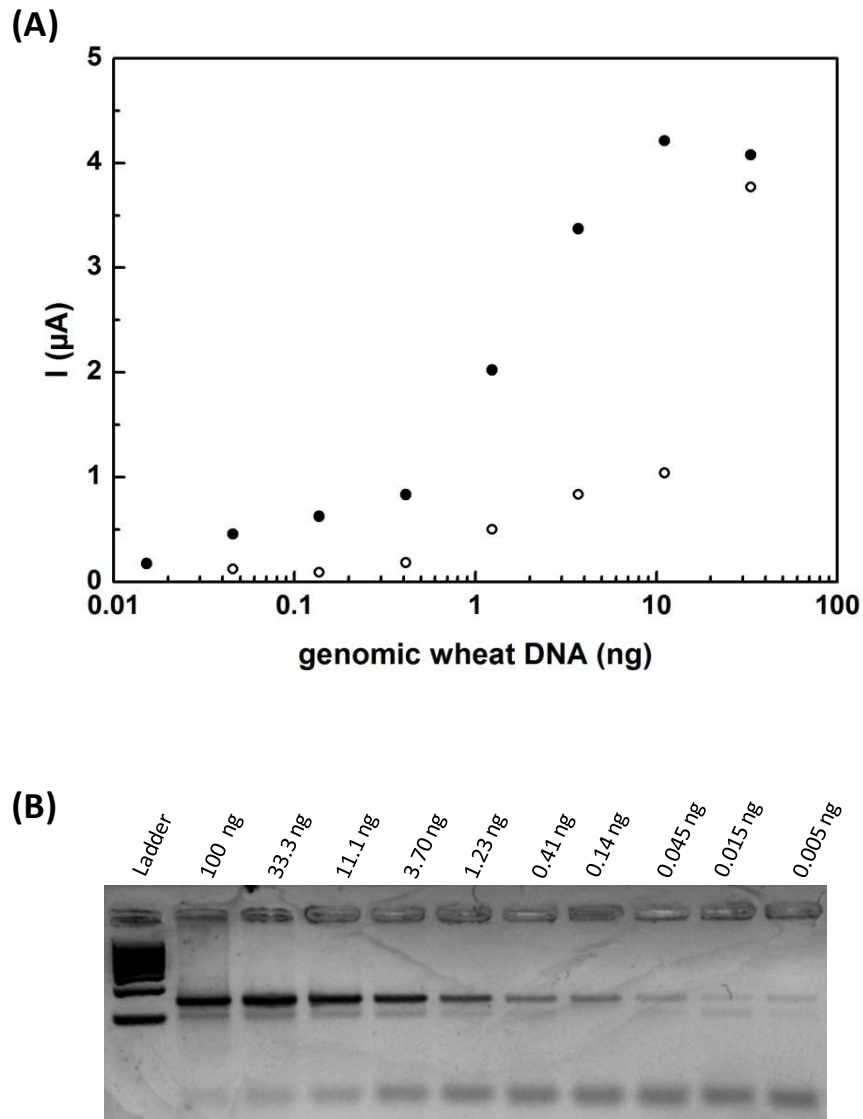 (A)
5
4
3
2
1
0
I (µA)
0.01 0.1 1 10 100
genomic wheat DNA (ng)
(B)
Ladder 100 ng 33.3 ng 11.1 ng 3.70 ng 1.23 ng 0.41 ng 0.14 ng 0.045 ng 0.015 ng 0.005 ng